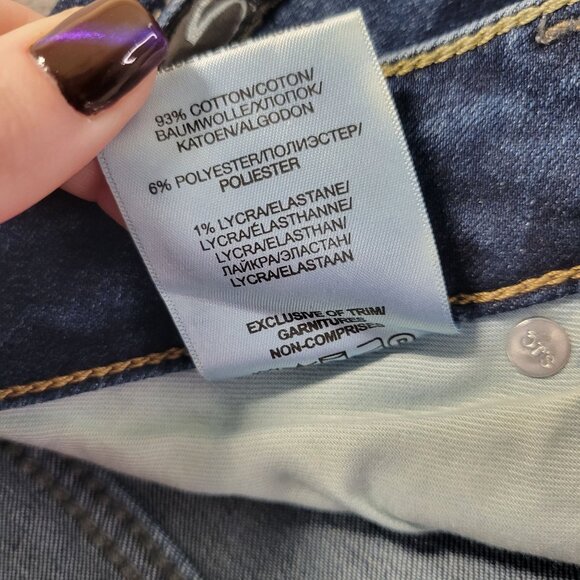 93% COTTON/COTON/
BAUMWOLLE/ХЛОПОК/
KATOEN/ALGODON
6% POLYESTER/ПОЛИЭСТЕР/
POLIESTER
1% LYCRA/ELASTANE/
LYCRA/ÉLASTHANNE/
LYCRA/ELASTHAN/
ЛАЙКРА/ЭЛАСТАН/
LYCRA/ELASTAAN
EXCLUSIVE OF TRIM/
GARNITURES
NON-COMPRISES